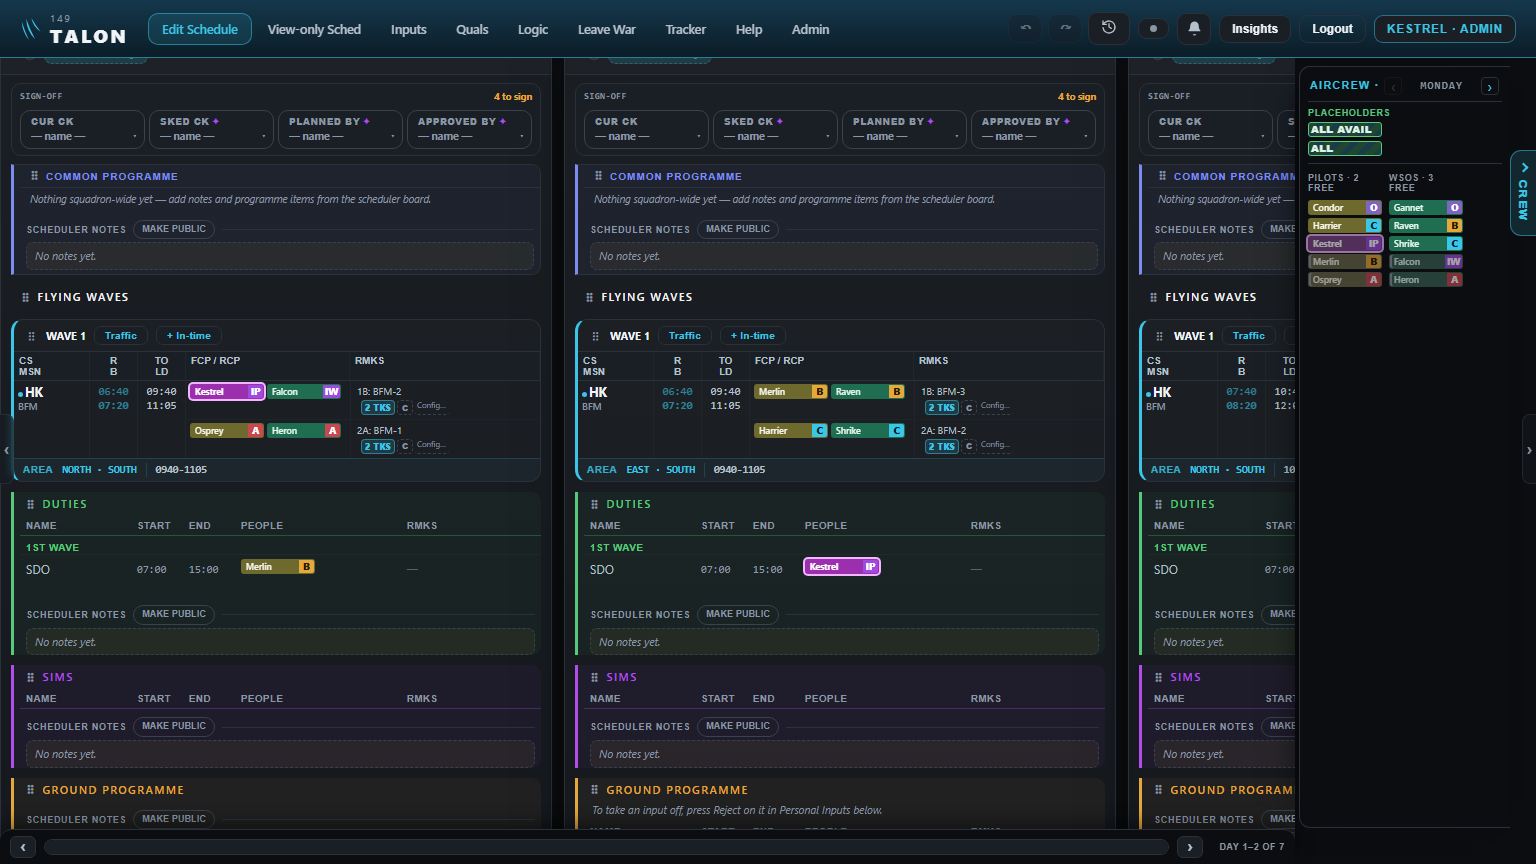 149
TALON
Edit Schedule
View-only Sched
Inputs
Quals
Logic
Leave War
Tracker
Help
Admin
Insights
Logout
KESTREL · ADMIN
SIGN-OFF
4 to sign
CUR CK
— name —
SKED CK ✦
— name —
PLANNED BY ✦
— name —
APPROVED BY ✦
— name —
COMMON PROGRAMME
Nothing squadron-wide yet — add notes and programme items from the scheduler board.
SCHEDULER NOTES
MAKE PUBLIC
No notes yet.
FLYING WAVES
WAVE 1
Traffic
+ In-time
CS
MSN
R
B
TO
LD
FCP / RCP
RMKS
HK
BFM
06:40
07:20
09:40
11:05
Kestrel IP
Falcon IW
1B: BFM-2
2 TKS
C
Config...
Osprey A
Heron A
2A: BFM-1
2 TKS
C
Config...
AREA NORTH · SOUTH
0940-1105
DUTIES
NAME START END PEOPLE RMKS
1ST WAVE
SDO 07:00 15:00 Merlin B —
SCHEDULER NOTES
MAKE PUBLIC
No notes yet.
SIMS
NAME START END PEOPLE RMKS
SCHEDULER NOTES
MAKE PUBLIC
No notes yet.
GROUND PROGRAMME
SCHEDULER NOTES
MAKE PUBLIC
SIGN-OFF
4 to sign
CUR CK
— name —
SKED CK ✦
— name —
PLANNED BY ✦
— name —
APPROVED BY ✦
— name —
COMMON PROGRAMME
Nothing squadron-wide yet — add notes and programme items from the scheduler board.
SCHEDULER NOTES
MAKE PUBLIC
No notes yet.
FLYING WAVES
WAVE 1
Traffic
+ In-time
CS
MSN
R
B
TO
LD
FCP / RCP
RMKS
HK
BFM
06:40
07:20
09:40
11:05
Merlin B
Raven B
1B: BFM-3
2 TKS
C
Config...
Harrier C
Shrike C
2A: BFM-2
2 TKS
C
Config...
AREA EAST · SOUTH
0940-1105
DUTIES
NAME START END PEOPLE RMKS
1ST WAVE
SDO 07:00 15:00 Kestrel IP —
SCHEDULER NOTES
MAKE PUBLIC
No notes yet.
SIMS
NAME START END PEOPLE RMKS
SCHEDULER NOTES
MAKE PUBLIC
No notes yet.
GROUND PROGRAMME
To take an input off, press Reject on it in Personal Inputs below.
SIGN-OFF
CUR CK
— name —
COMMON PROGRAMM
Nothing squadron-wide yet —
SCHEDULER NOTES
MAKE
No notes yet.
FLYING WAVES
WAVE 1
Traffic
CS
MSN
R
B
TO
LD
HK
BFM
07:40
08:20
AREA NORTH · SOUTH
10
DUTIES
NAME START
1ST WAVE
SDO 07:00
SCHEDULER NOTES
MAKE
No notes yet.
SIMS
NAME START
SCHEDULER NOTES
MAKE
No notes yet.
GROUND PROGRAM
SCHEDULER NOTES
MAKE
AIRCREW ·
MONDAY
PLACEHOLDERS
ALL AVAIL
ALL
PILOTS · 2
FREE
WSOS · 3
FREE
Condor O
Gannet O
Harrier C
Raven B
Kestrel IP
Shrike C
Merlin B
Falcon IW
Osprey A
Heron A
CREW
DAY 1–2 OF 7